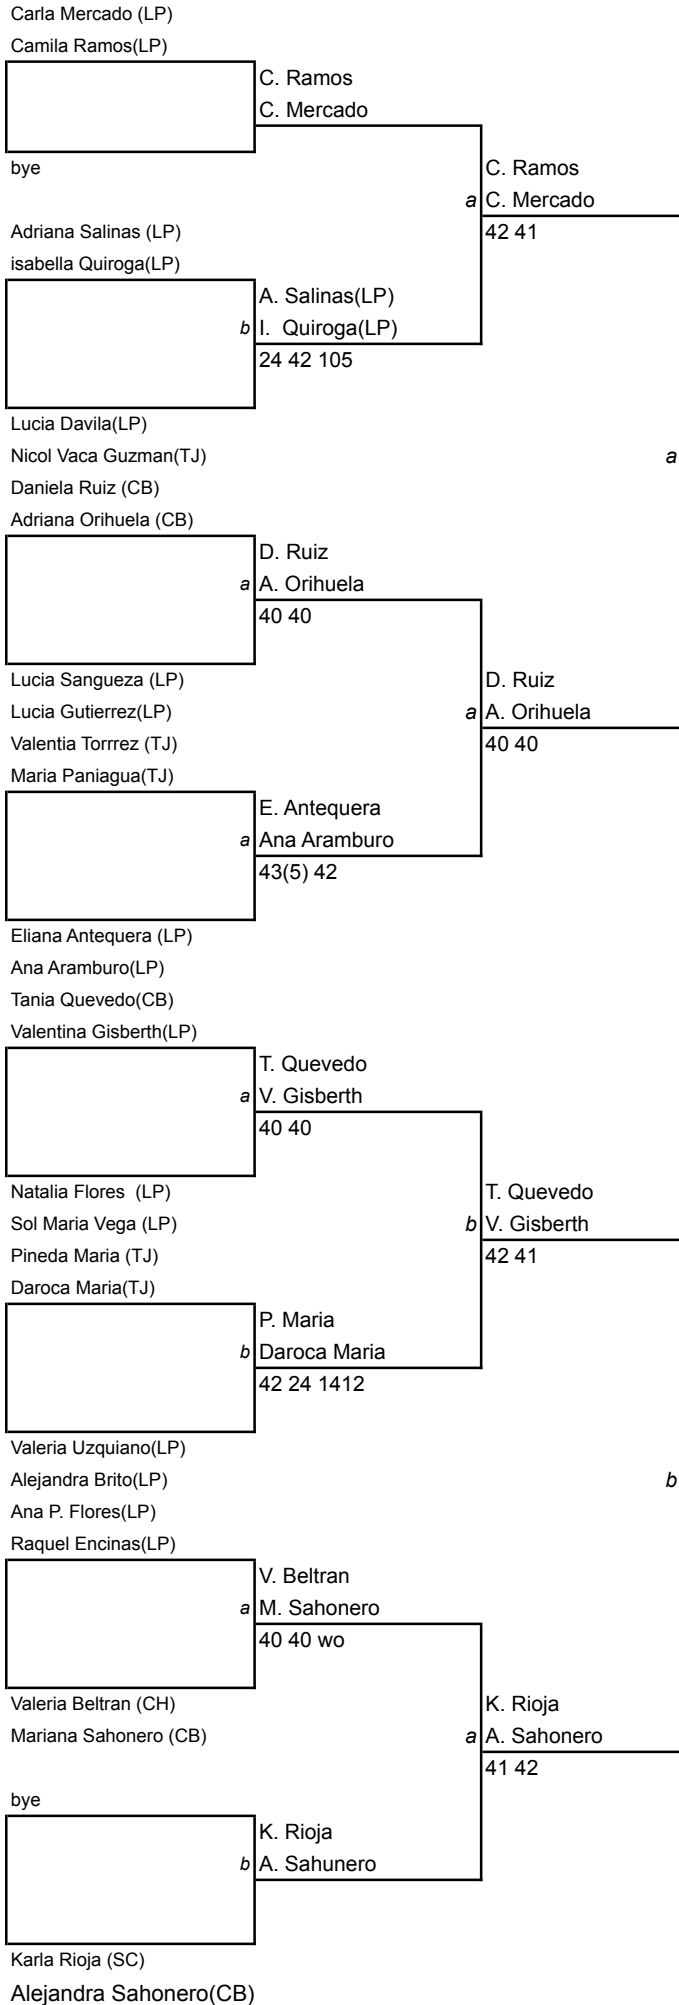 Carla Mercado (LP)
Camila Ramos(LP)
C. Ramos
C. Mercado
bye
C. Ramos
a C. Mercado
Adriana Salinas (LP)
42 41
isabella Quiroga(LP)
A. Salinas(LP)
b I. Quiroga(LP)
24 42 105
Lucia Davila(LP)
Nicol Vaca Guzman(TJ)
a
Daniela Ruiz (CB)
Adriana Orihuela (CB)
D. Ruiz
a A. Orihuela
40 40
Lucia Sangueza (LP)
D. Ruiz
Lucia Gutierrez(LP)
a A. Orihuela
Valentia Torrrez (TJ)
40 40
Maria Paniagua(TJ)
E. Antequera
a Ana Aramburo
43(5) 42
Eliana Antequera (LP)
Ana Aramburo(LP)
Tania Quevedo(CB)
Valentina Gisberth(LP)
T. Quevedo
a V. Gisberth
40 40
Natalia Flores (LP)
T. Quevedo
Sol Maria Vega (LP)
b V. Gisberth
Pineda Maria (TJ)
42 41
Daroca Maria(TJ)
P. Maria
b Daroca Maria
42 24 1412
Valeria Uzquiano(LP)
Alejandra Brito(LP)
b
Ana P. Flores(LP)
Raquel Encinas(LP)
V. Beltran
a M. Sahonero
40 40 wo
Valeria Beltran (CH)
K. Rioja
Mariana Sahonero (CB)
a A. Sahonero
41 42
bye
K. Rioja
b A. Sahunero
Karla Rioja (SC)
Alejandra Sahonero(CB)